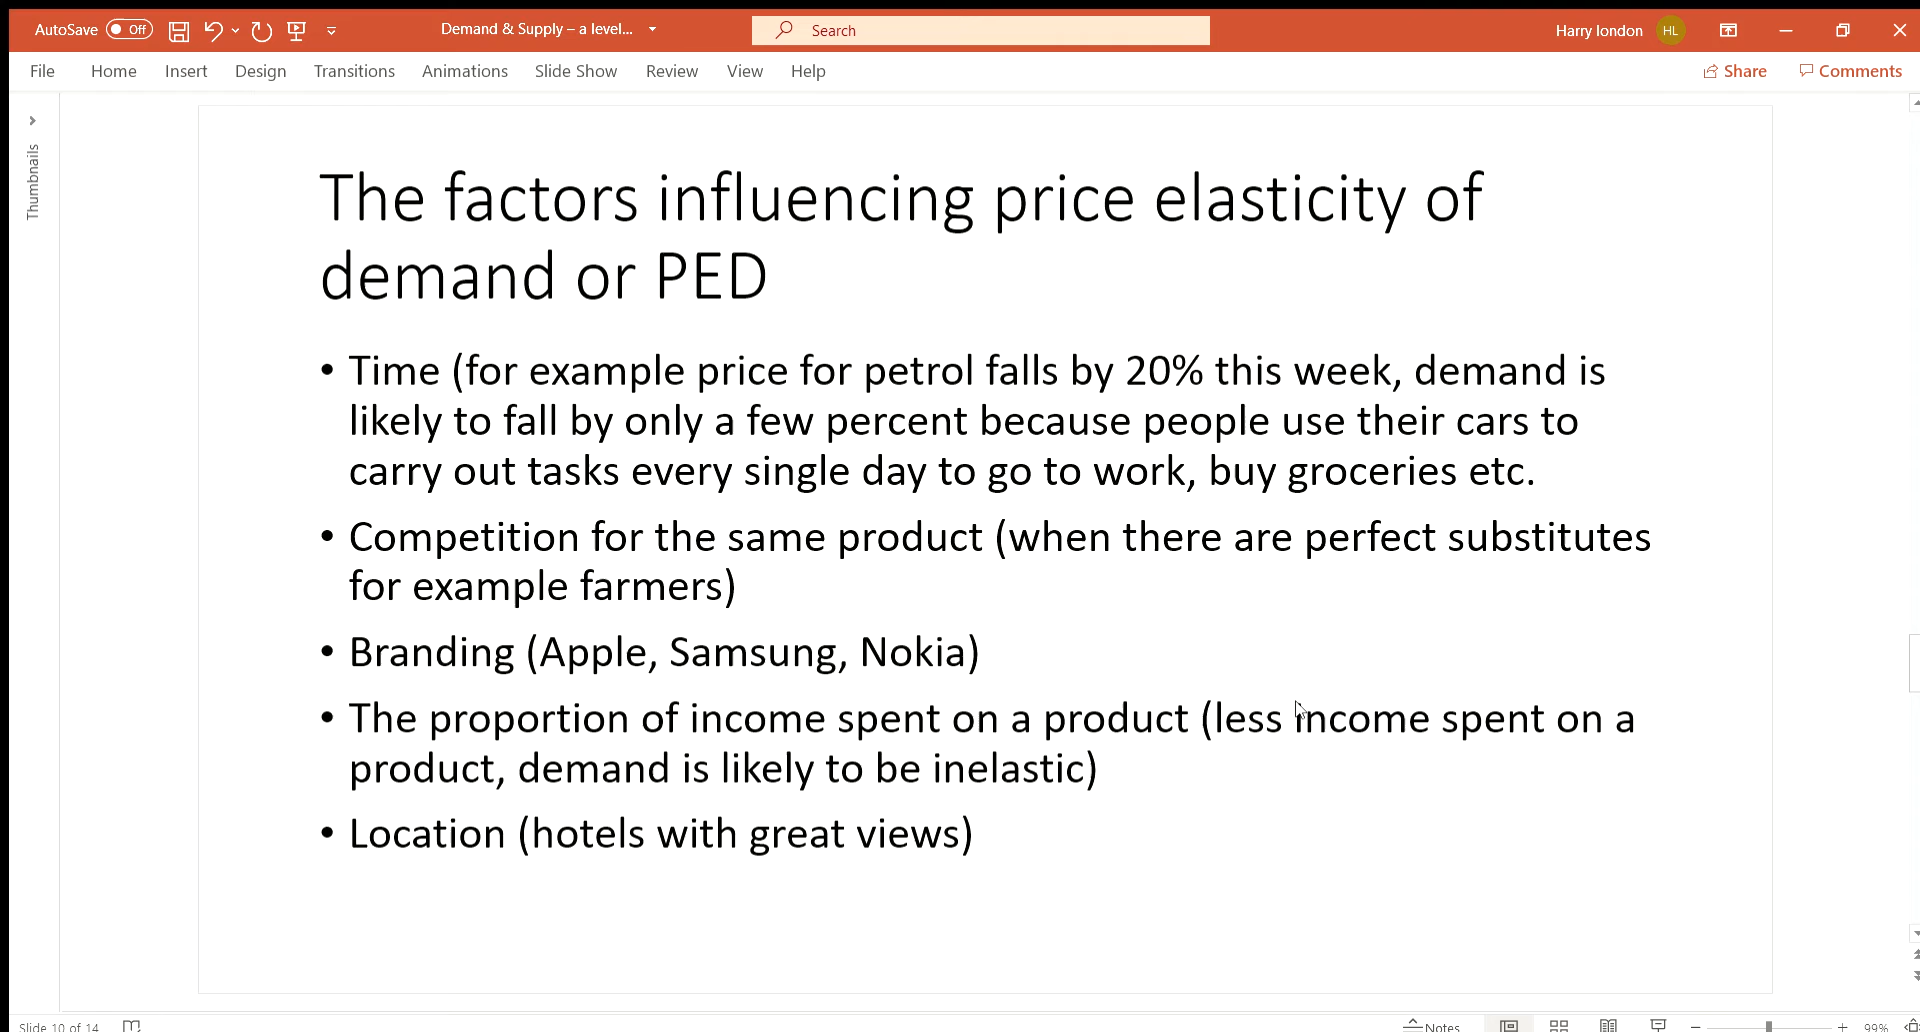 AutoSave Off Demand & Supply – a level... Search Harry london HL
File Home Insert Design Transitions Animations Slide Show Review View Help Share Comments
Thumbnails
The factors influencing price elasticity of
demand or PED
• Time (for example price for petrol falls by 20% this week, demand is
likely to fall by only a few percent because people use their cars to
carry out tasks every single day to go to work, buy groceries etc.
• Competition for the same product (when there are perfect substitutes
for example farmers)
• Branding (Apple, Samsung, Nokia)
• The proportion of income spent on a product (less income spent on a
product, demand is likely to be inelastic)
• Location (hotels with great views)
Slide 10 of 14 Notes 99%